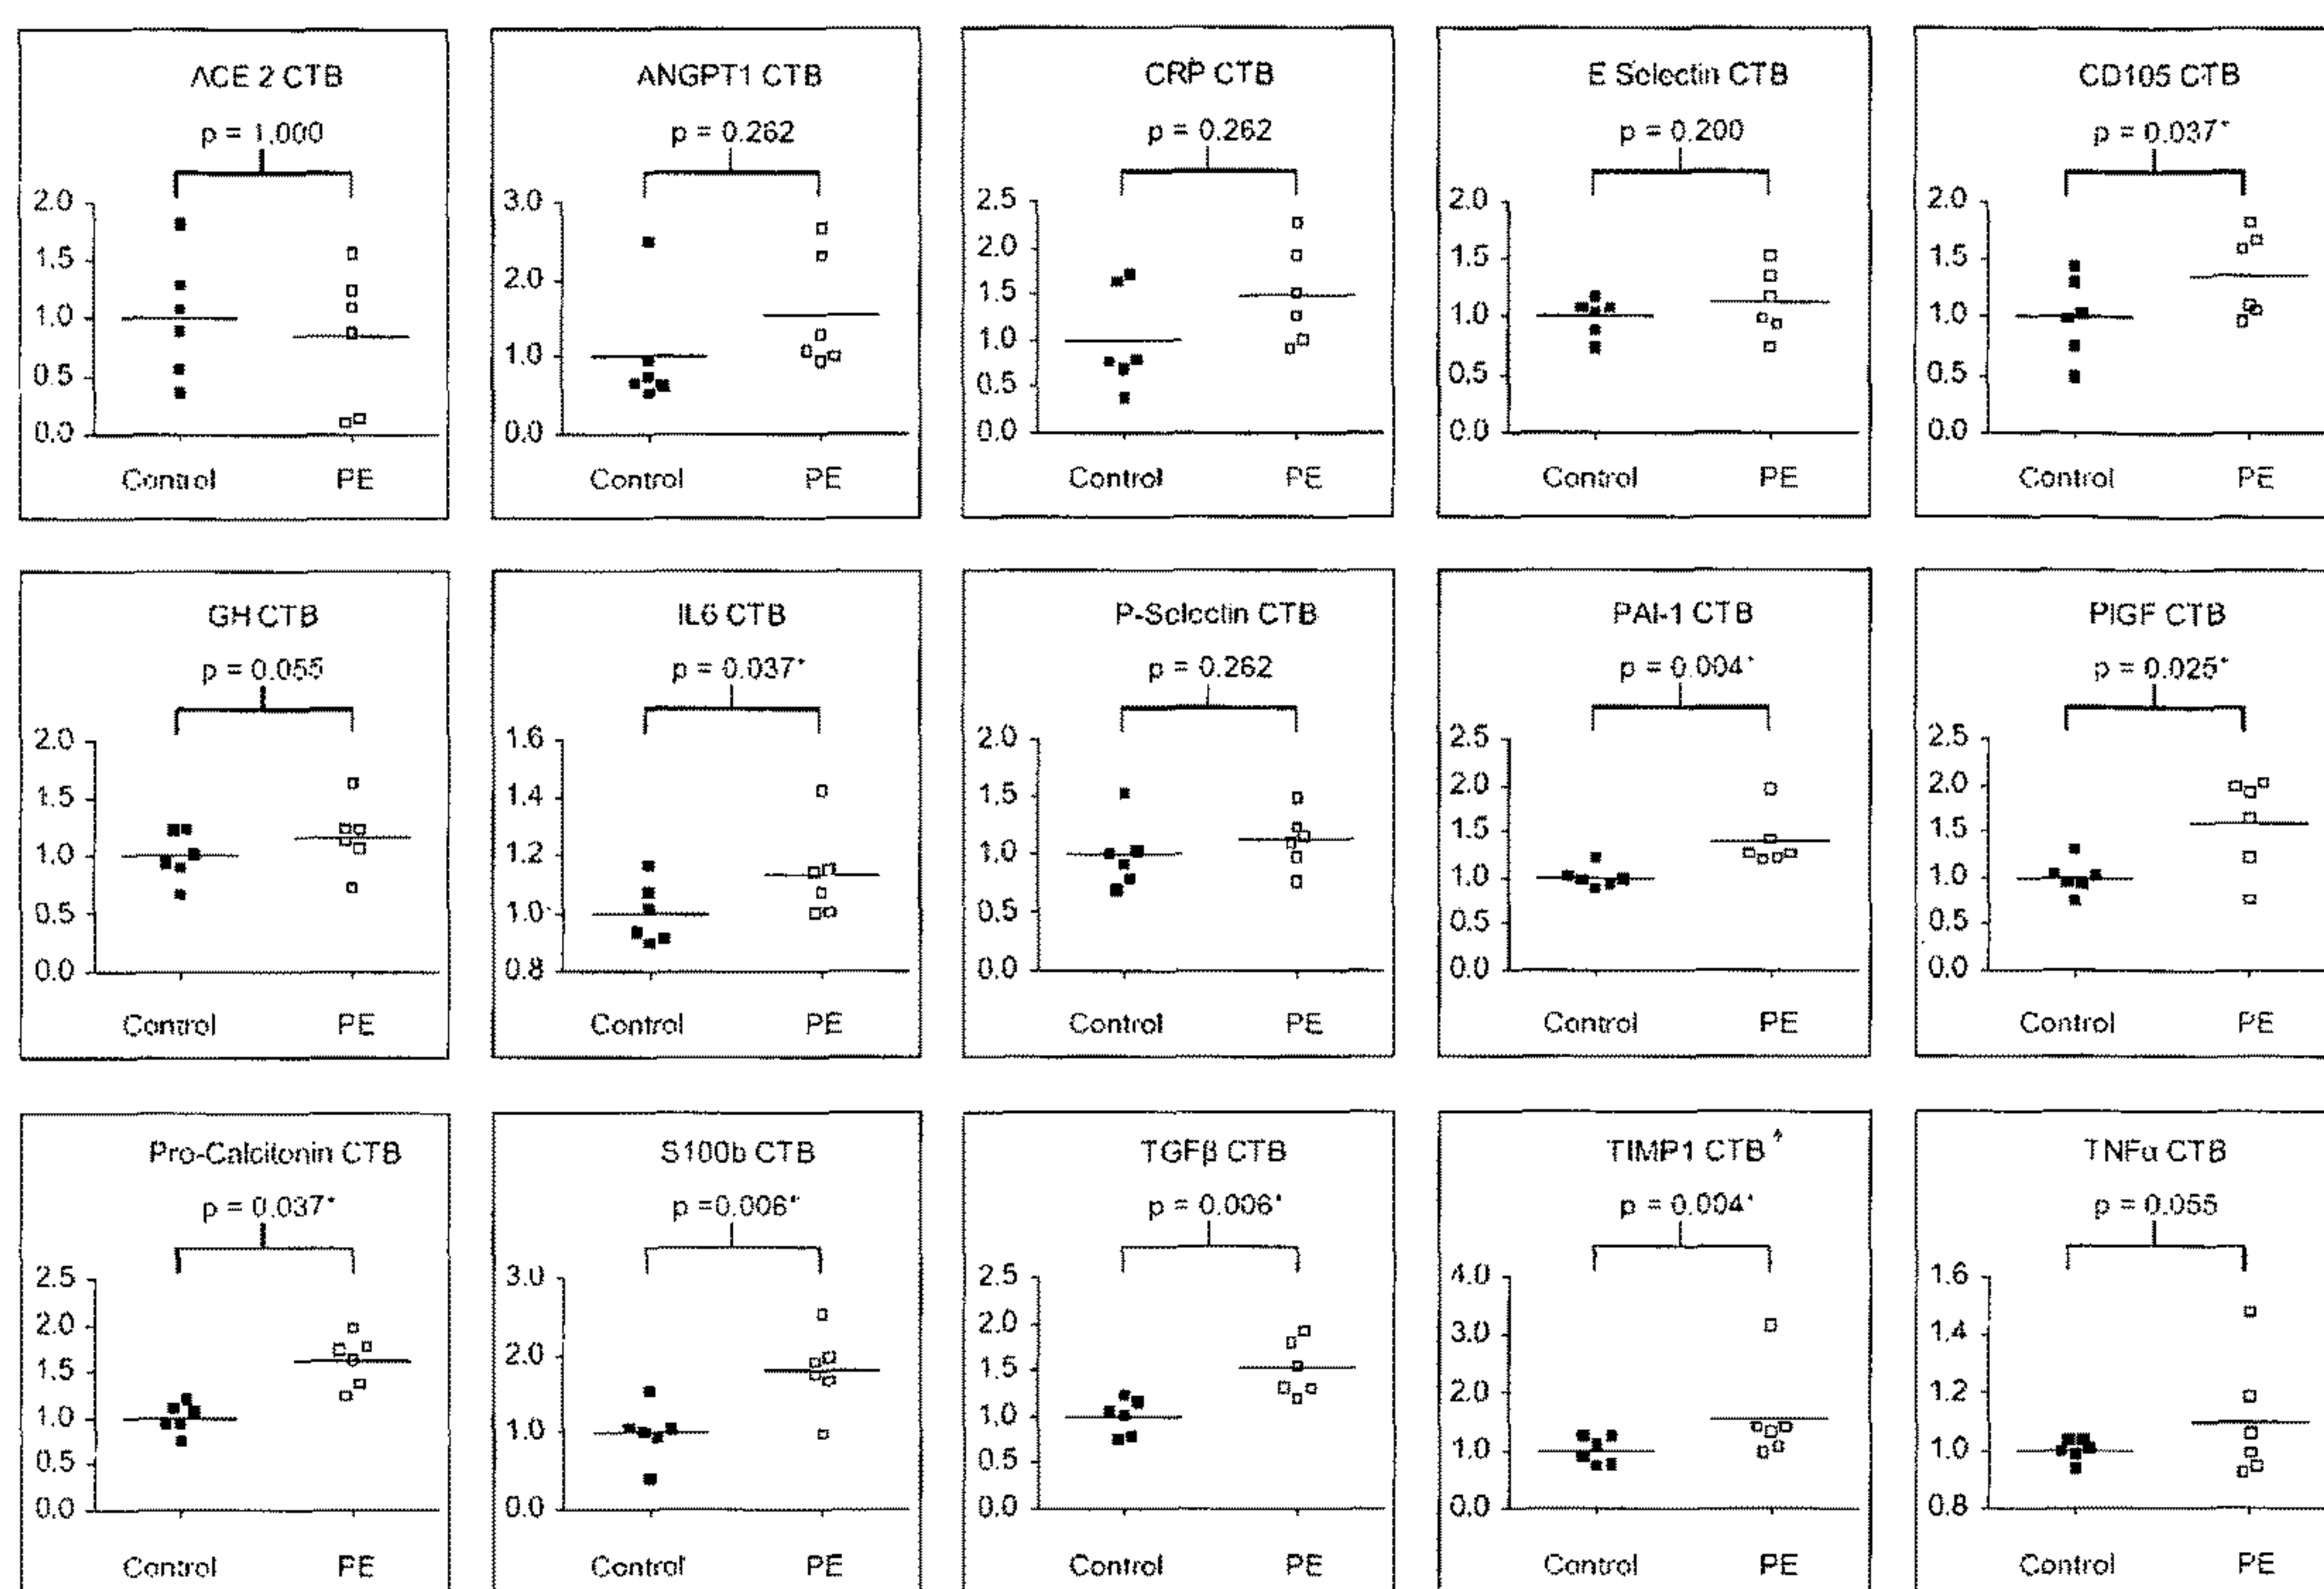 ACE 2 CTB
p = 1.000
2.0
1.5
1.0
0.5
0.0
Control PE
ANGPT1 CTB
p = 0.262
3.0
2.0
1.0
0.0
Control PE
CRP CTB
p = 0.262
2.5
2.0
1.5
1.0
0.5
0.0
Control PE
E Selectin CTB
p = 0.200
2.0
1.5
1.0
0.5
0.0
Control PE
CD105 CTB
p = 0.037*
2.0
1.5
1.0
0.5
0.0
Control PE
GH CTB
p = 0.055
2.0
1.5
1.0
0.5
0.0
Control PE
IL6 CTB
p = 0.037*
1.6
1.4
1.2
1.0
0.8
Control PE
P-Selectin CTB
p = 0.262
2.0
1.5
1.0
0.5
0.0
Control PE
PAI-1 CTB
p = 0.004*
2.5
2.0
1.5
1.0
0.5
0.0
Control PE
PlGF CTB
p = 0.025*
2.5
2.0
1.5
1.0
0.5
0.0
Control PE
Pro-Calcitonin CTB
p = 0.037*
2.5
2.0
1.5
1.0
0.5
0.0
Control PE
S100b CTB
p =0.006*
3.0
2.0
1.0
0.0
Control PE
TGFβ CTB
p = 0.006*
2.5
2.0
1.5
1.0
0.5
0.0
Control PE
TIMP1 CTB
p = 0.004*
4.0
3.0
2.0
1.0
0.0
Control PE
TNFα CTB
p = 0.055
1.6
1.4
1.2
1.0
0.8
Control PE